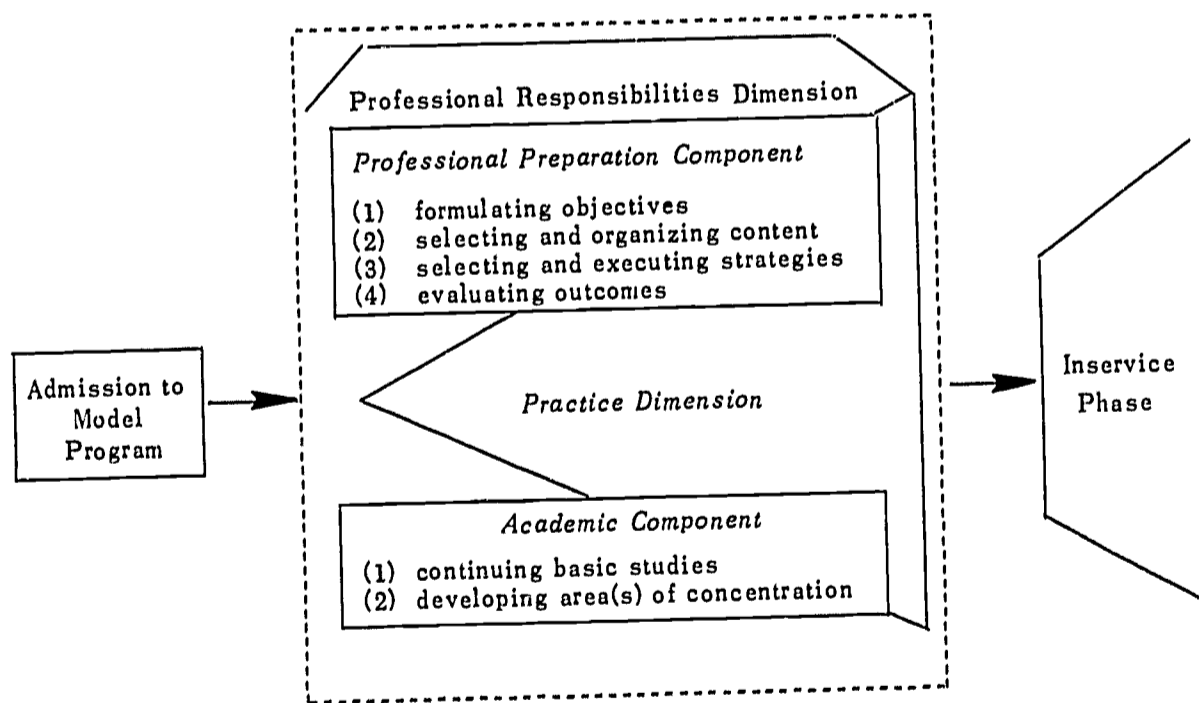 Professional Responsibilities Dimension
Professional Preparation Component
(1) formulating objectives
(2) selecting and organizing content
(3) selecting and executing strategies
(4) evaluating outcomes
Admission to
Model
Program
Practice Dimension
Inservice
Phase
Academic Component
(1) continuing basic studies
(2) developing area(s) of concentration